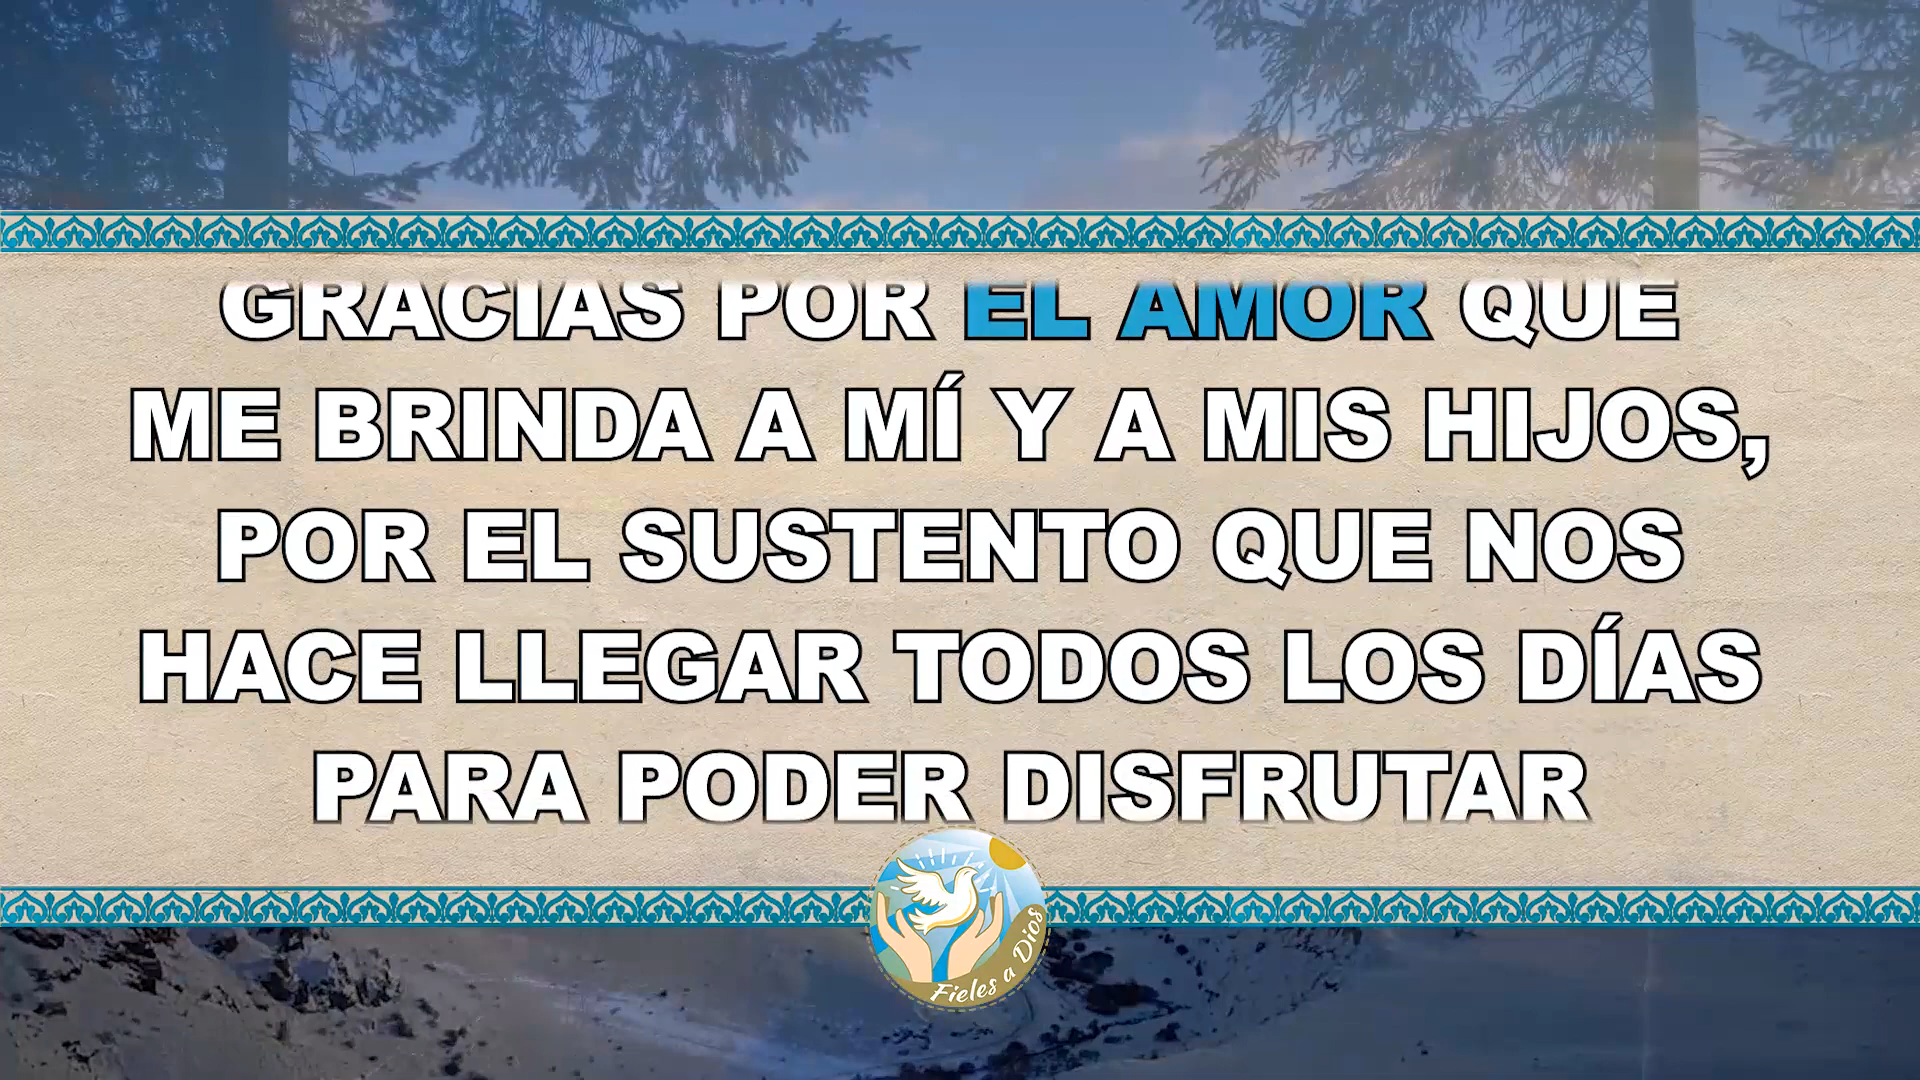 GRACIAS POR EL AMOR QUE
ME BRINDA A MÍ Y A MIS HIJOS,
POR EL SUSTENTO QUE NOS
HACE LLEGAR TODOS LOS DÍAS
PARA PODER DISFRUTAR
Fieles a Dios